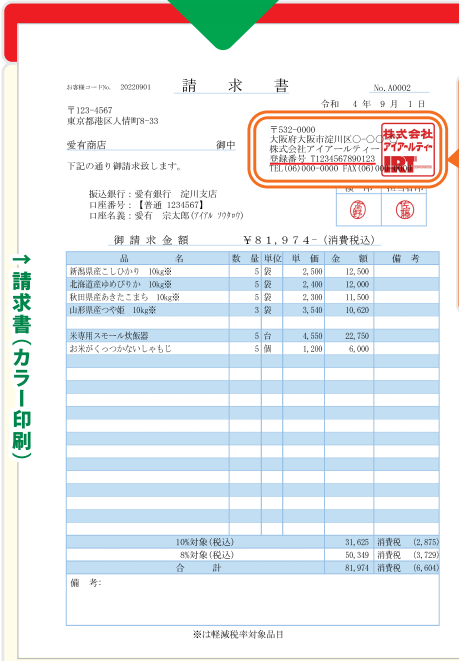 お客様コードNo. 20220901
請求書
No.A0002
令和 4年 9月 1日
〒123-4567
東京都港区人情町8-33
愛有商店 御中
下記の通り御請求致します。
〒532-0000
大阪府大阪市淀川区〇-〇〇
株式会社アイアールティー
登録番号 T1234567890123
TEL(06)000-0000 FAX(06)
株式会社
アイアールティー
IRT
振込銀行：愛有銀行 淀川支店
口座番号：【普通 1234567】
口座名義：愛有 宗太郎(ｱｲｱﾙ ｿｳﾀﾛｳ)
御請求金額 ￥81,974-(消費税込)
品名 数量 単位 単価 金額 備考
新潟県産こしひかり 10kg※ 5 袋 2,500 12,500
北海道産ゆめぴりか 10kg※ 5 袋 2,400 12,000
秋田県産あきたこまち 10kg※ 5 袋 2,300 11,500
山形県産つや姫 10kg※ 3 袋 3,540 10,620
米専用スモール炊飯器 5 台 4,550 22,750
お米がくっつかないしゃもじ 5 個 1,200 6,000
10%対象(税込) 31,625 消費税 (2,875)
8%対象(税込) 50,349 消費税 (3,729)
合計 81,974 消費税 (6,604)
備考:
※は軽減税率対象品目
→請求書(カラー印刷)